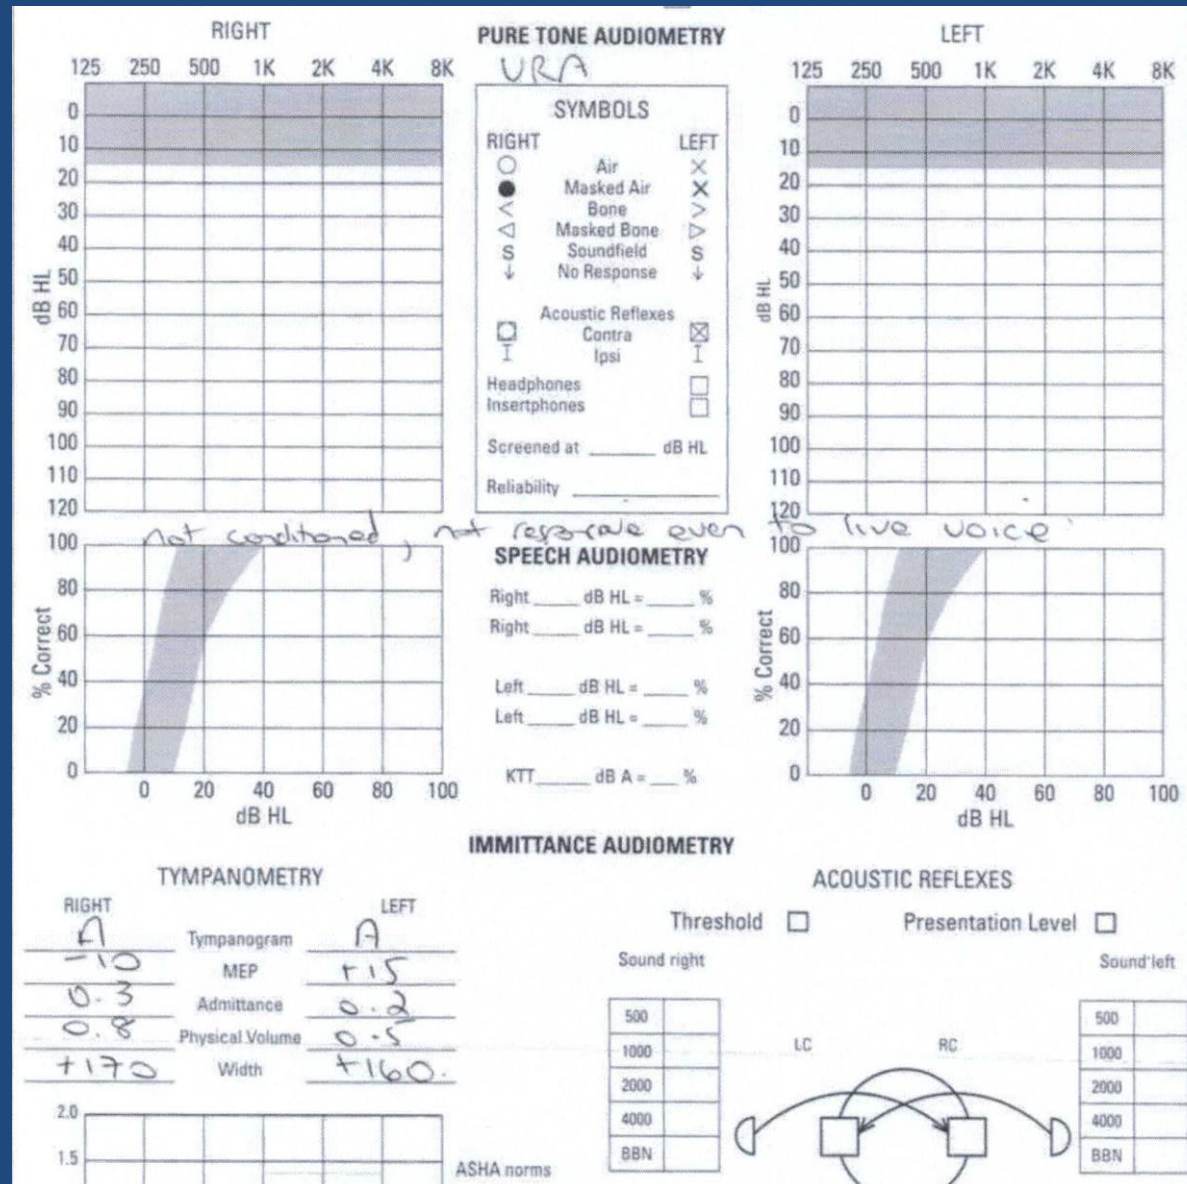 RIGHT
PURE TONE AUDIOMETRY
LEFT
125 250 500 1K 2K 4K 8K
VRA
125 250 500 1K 2K 4K 8K
0
10
20
30
40
50
60
70
80
90
100
110
120
dB HL
SYMBOLS
RIGHT LEFT
Air
Masked Air
Bone
Masked Bone
S Soundfield S
No Response
Acoustic Reflexes
Contra
Ipsi
Headphones
Insertphones
Screened at dB HL
Reliability
0
10
20
30
40
50
60
70
80
90
100
110
120
dB HL
not conditioned, not even to live voice
SPEECH AUDIOMETRY
100
80
60
40
20
0
% Correct
0 20 40 60 80 100
dB HL
Right dB HL = %
Right dB HL = %
Left dB HL = %
Left dB HL = %
KTT dB A = %
100
80
60
40
20
0
% Correct
0 20 40 60 80 100
dB HL
IMMITTANCE AUDIOMETRY
TYMPANOMETRY
RIGHT LEFT
A Tympanogram A
-10 MEP +15
0.3 Admittance 0.2
0.8 Physical Volume 0.5
+170 Width +160.
2.0
1.5
ASHA norms
ACOUSTIC REFLEXES
Threshold Presentation Level
Sound right Sound left
500
1000
2000
4000
BBN
LC RC
500
1000
2000
4000
BBN